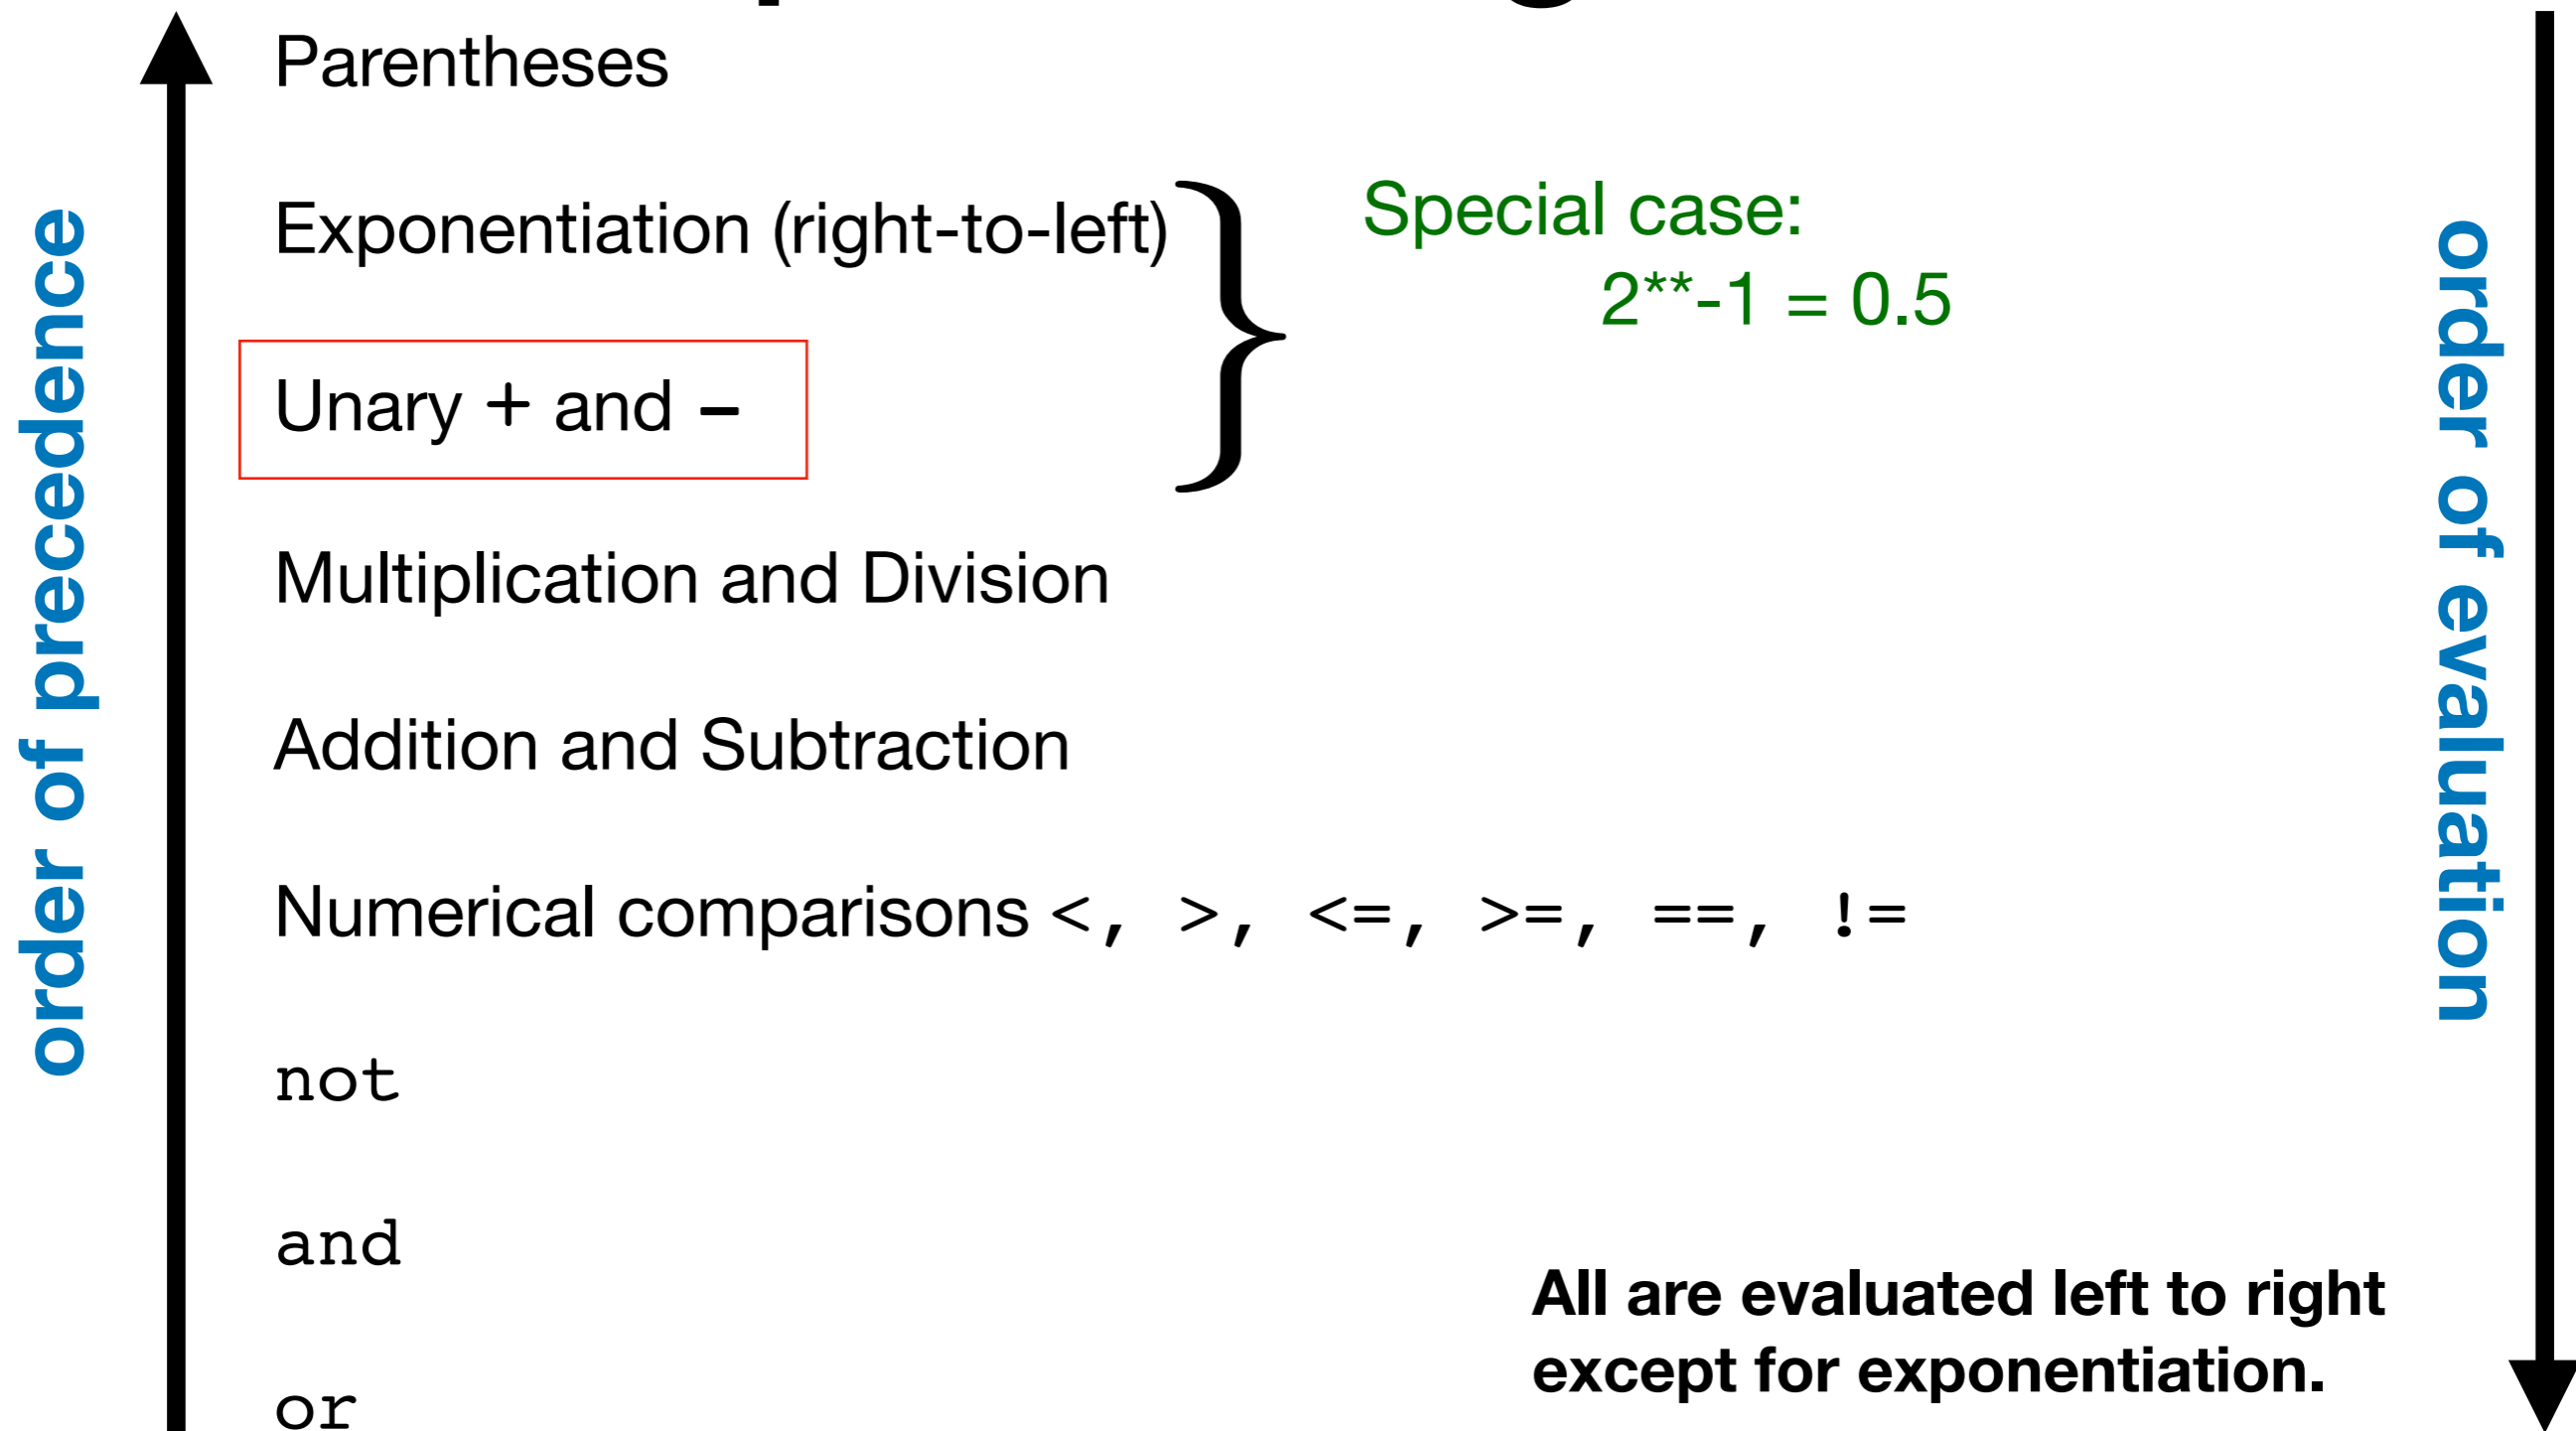 order of precedence
Parentheses
Exponentiation (right-to-left)
Special case:
2**-1 = 0.5
Unary + and –
Multiplication and Division
Addition and Subtraction
Numerical comparisons <, >, <=, >=, ==, !=
not
and
or
All are evaluated left to right
except for exponentiation.
order of evaluation